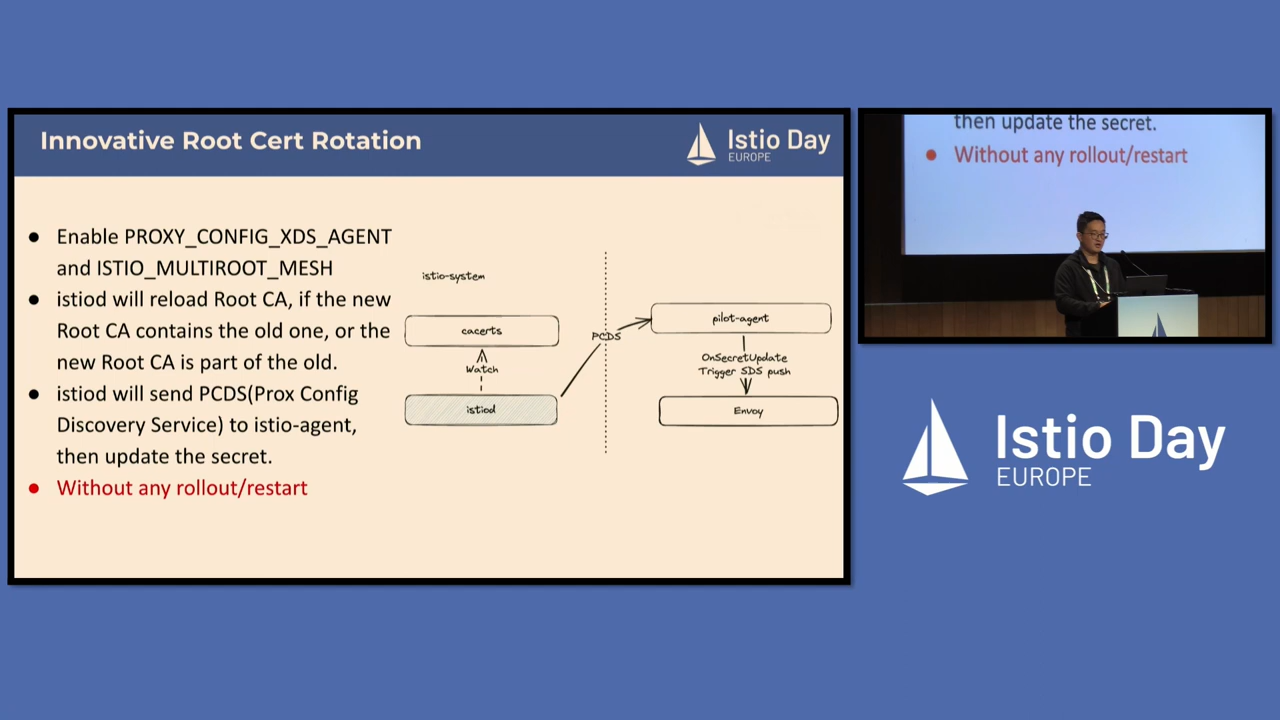 Innovative Root Cert Rotation
Istio Day
EUROPE
● Enable PROXY_CONFIG_XDS_AGENT
and ISTIO_MULTIROOT_MESH
● istiod will reload Root CA, if the new
Root CA contains the old one, or the
new Root CA is part of the old.
● istiod will send PCDS(Prox Config
Discovery Service) to istio-agent,
then update the secret.
● Without any rollout/restart
istio-system
cacerts
Watch
istiod
PCDS
pilot-agent
OnSecretUpdate
Trigger SDS push
Envoy
then update the secret.
● Without any rollout/restart
Istio Day
EUROPE